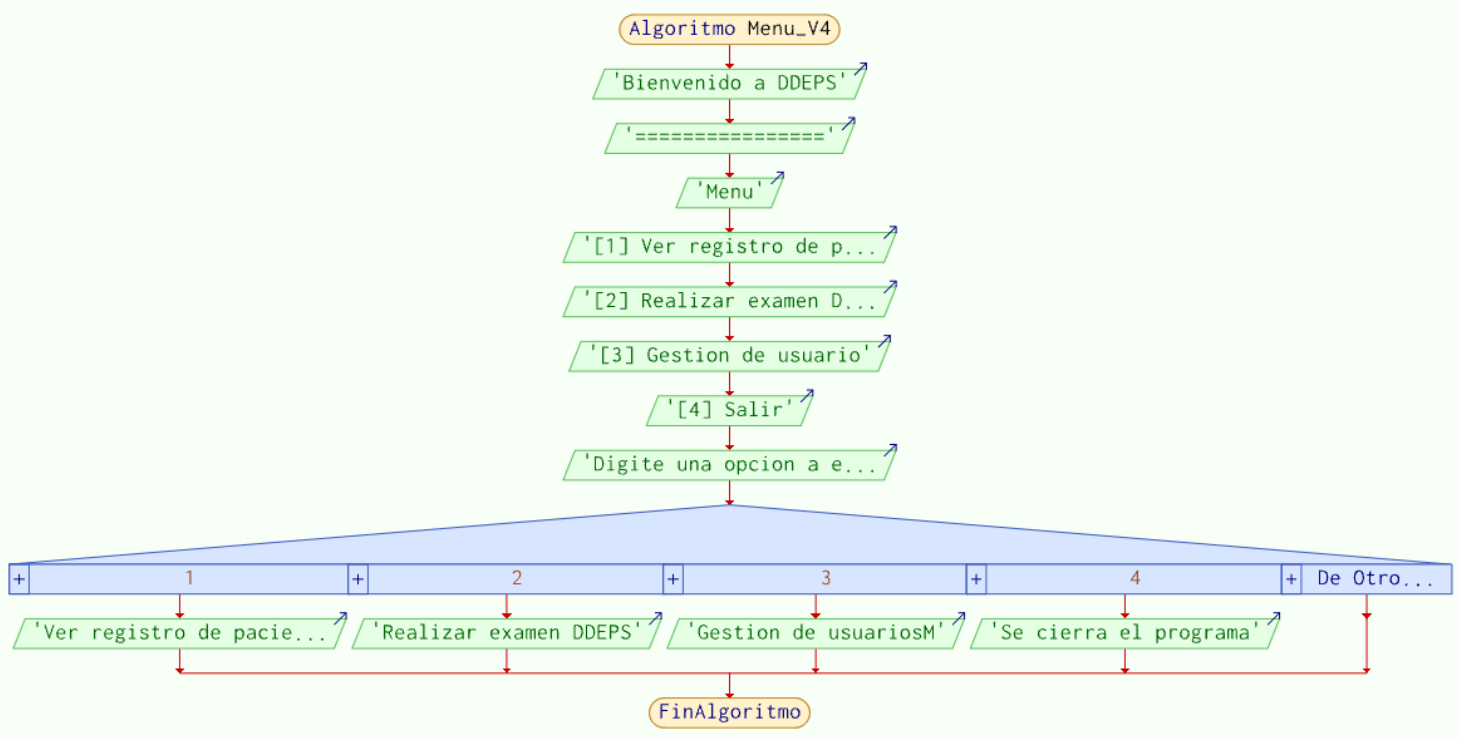 Algoritmo Menu_V4
'Bienvenido a DDEPS'
'================'
'Menu'
'[1] Ver registro de p...
'[2] Realizar examen D...
'[3] Gestion de usuario'
'[4] Salir'
'Digite una opcion a e...
+ 1 + 2 + 3 + 4 + De Otro...
'Ver registro de pacie... 'Realizar examen DDEPS' 'Gestion de usuariosM' 'Se cierra el programa'
FinAlgoritmo